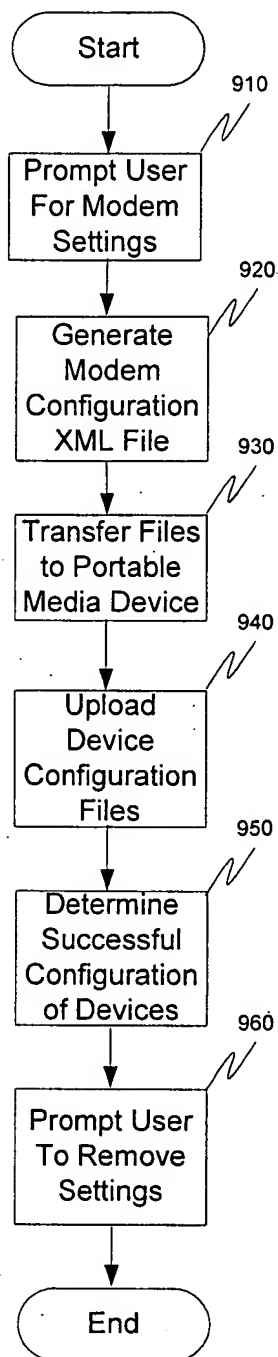 Start
910
Prompt User
For Modem
Settings
920
Generate
Modem
Configuration
XML File
930
Transfer Files
to Portable
Media Device
940
Upload
Device
Configuration
Files
950
Determine
Successful
Configuration
of Devices
960
Prompt User
To Remove
Settings
End